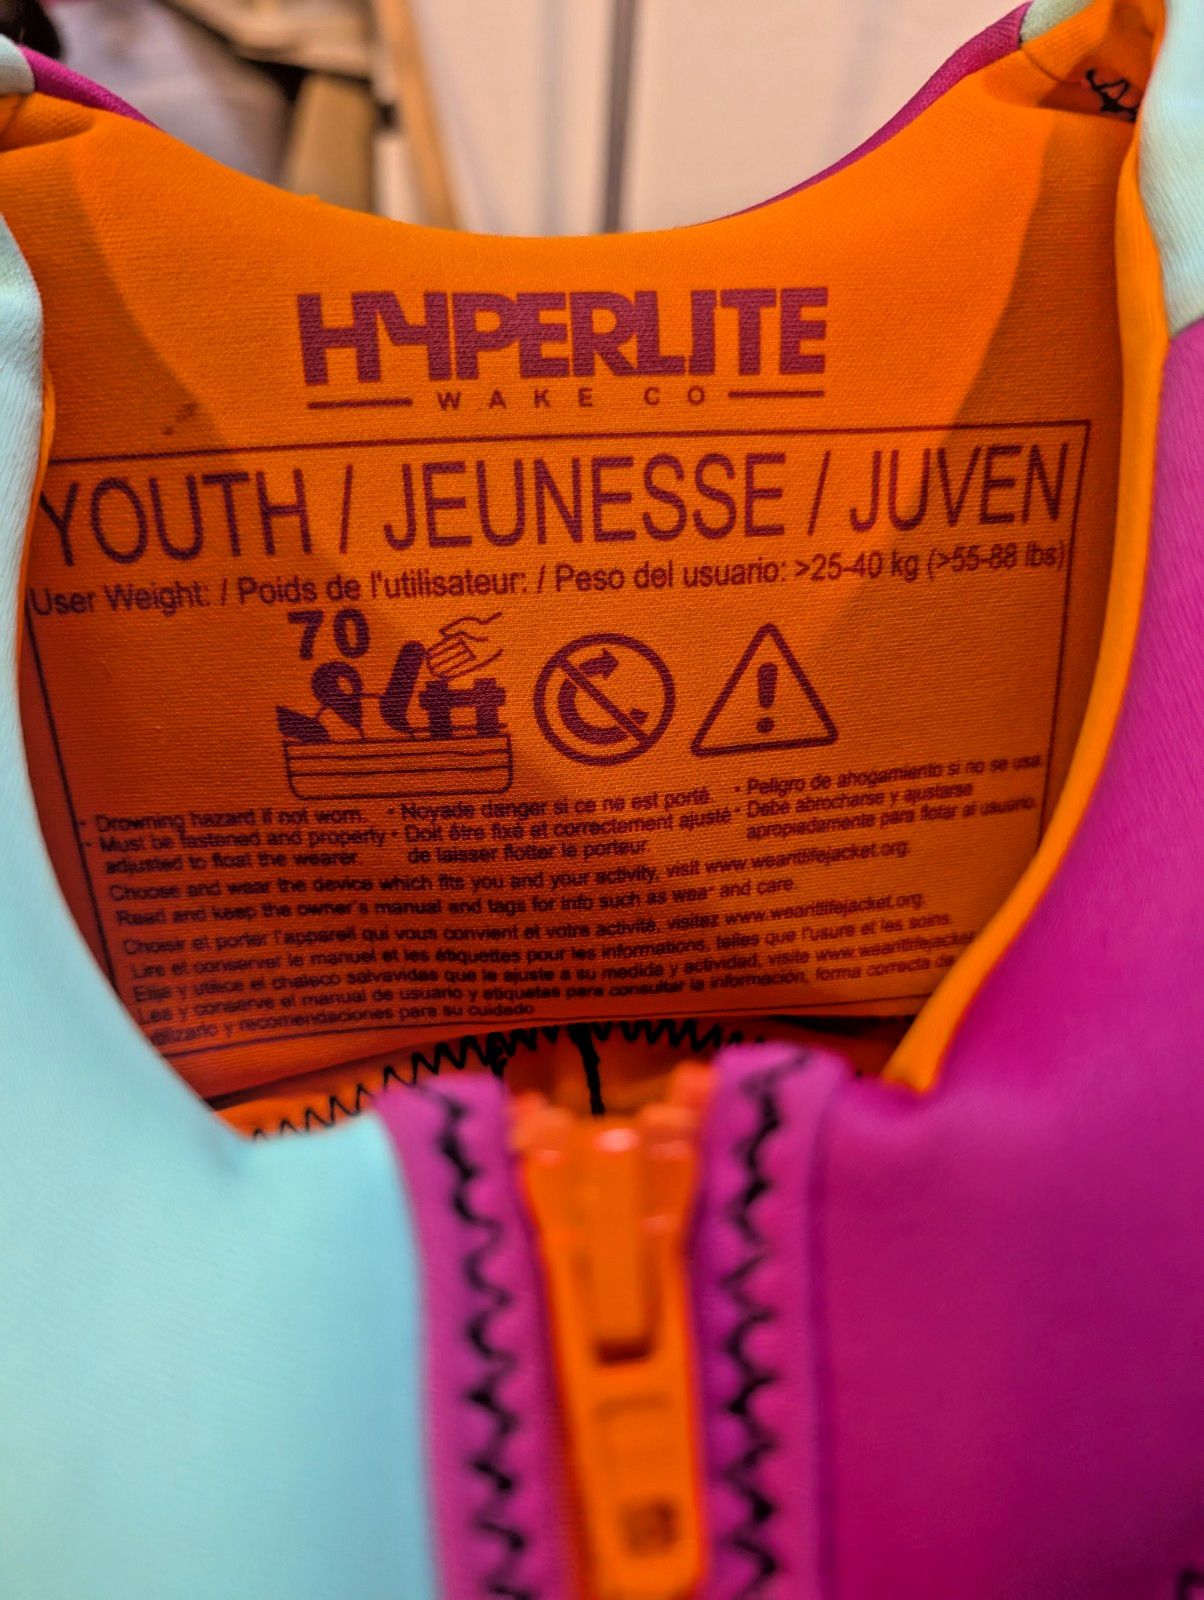 HYPERLITE
WAKE CO
YOUTH / JEUNESSE / JUVEN
User Weight: / Poids de l'utilisateur: / Peso del usuario: >25-40 kg (>55-88 lbs)
70
• Drowning hazard if not worn.
• Must be fastened and properly
adjusted to float the wearer.
• Noyade danger si ce ne est porté.
• Doit être fixé et correctement ajusté
de laisser flotter le porteur.
• Peligro de ahogamiento si no se usa.
• Debe abrocharse y ajustarse
apropiadamente para flotar al usuario.
Choose and wear the device which fits you and your activity, visit www.wearitlifejacket.org.
Read and keep the owner's manual and tags for info such as wear and care.
Choisir et porter l'appareil qui vous convient et votre activité, visitez www.wearitlifejacket.org.
Lire et conserver le manuel et les étiquettes pour les informations, telles que l'usure et les soins.
Elija y utilice el chaleco salvavidas que le ajuste a su medida y actividad, visite www.wearitlifejacket
Lea y conserve el manual de usuario y etiquetas para consultar la información, forma correcta de
utilizarlo y recomendaciones para su cuidado